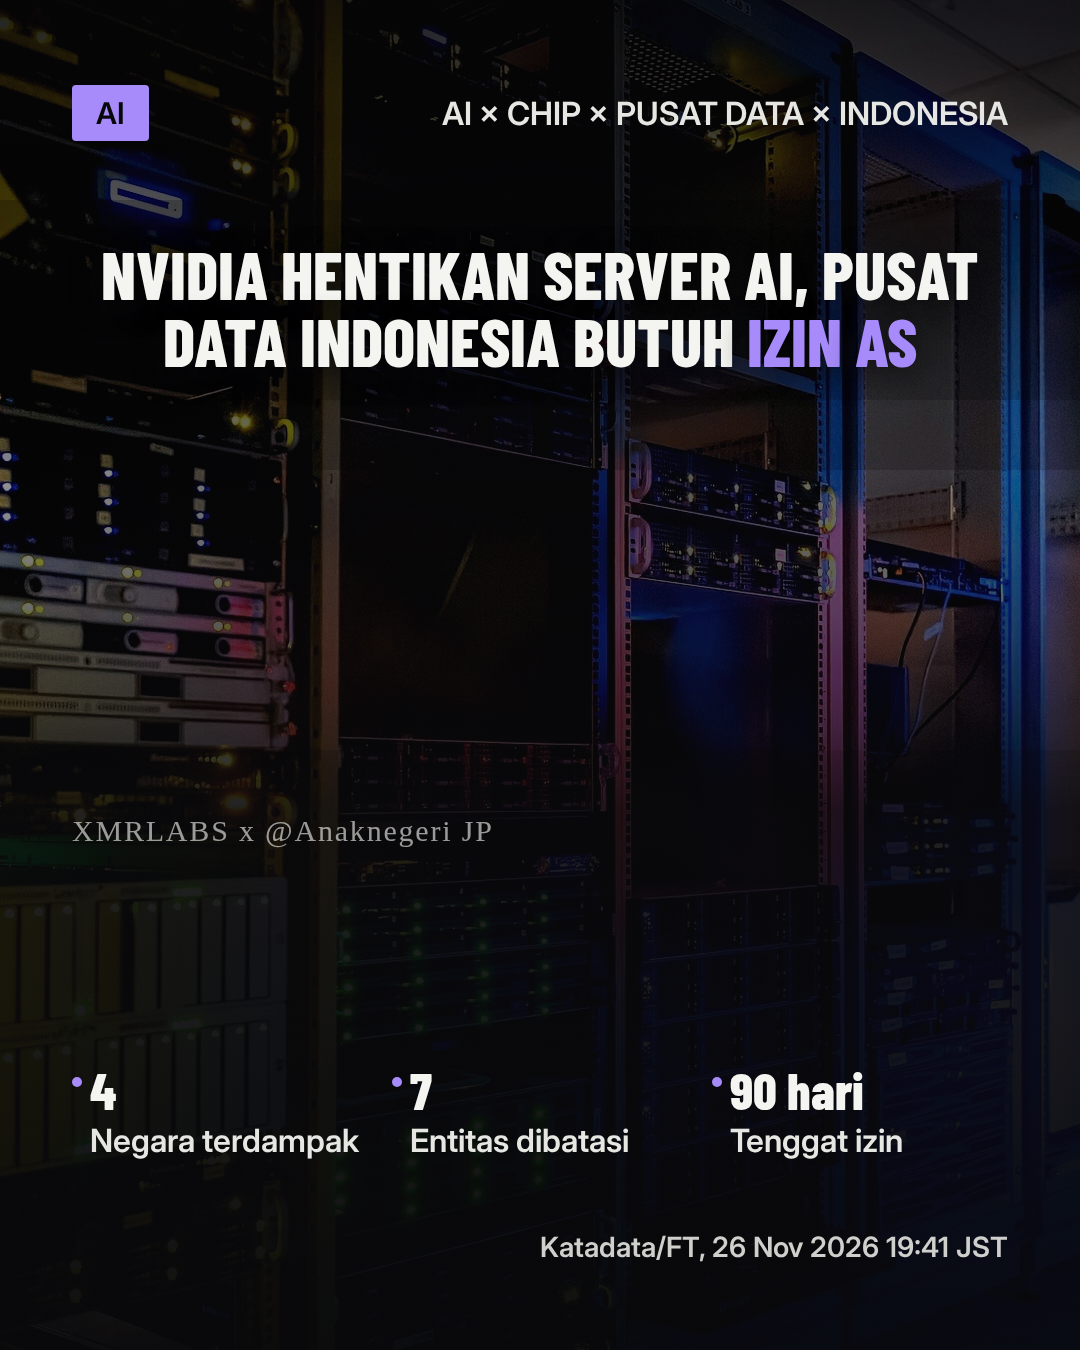 AI
AI × CHIP × PUSAT DATA × INDONESIA
NVIDIA HENTIKAN SERVER AI, PUSAT
DATA INDONESIA BUTUH IZIN AS
XMRLABS x @Anaknegeri JP
4
Negara terdampak
7
Entitas dibatasi
90 hari
Tenggat izin
Katadata/FT, 26 Nov 2026 19:41 JST